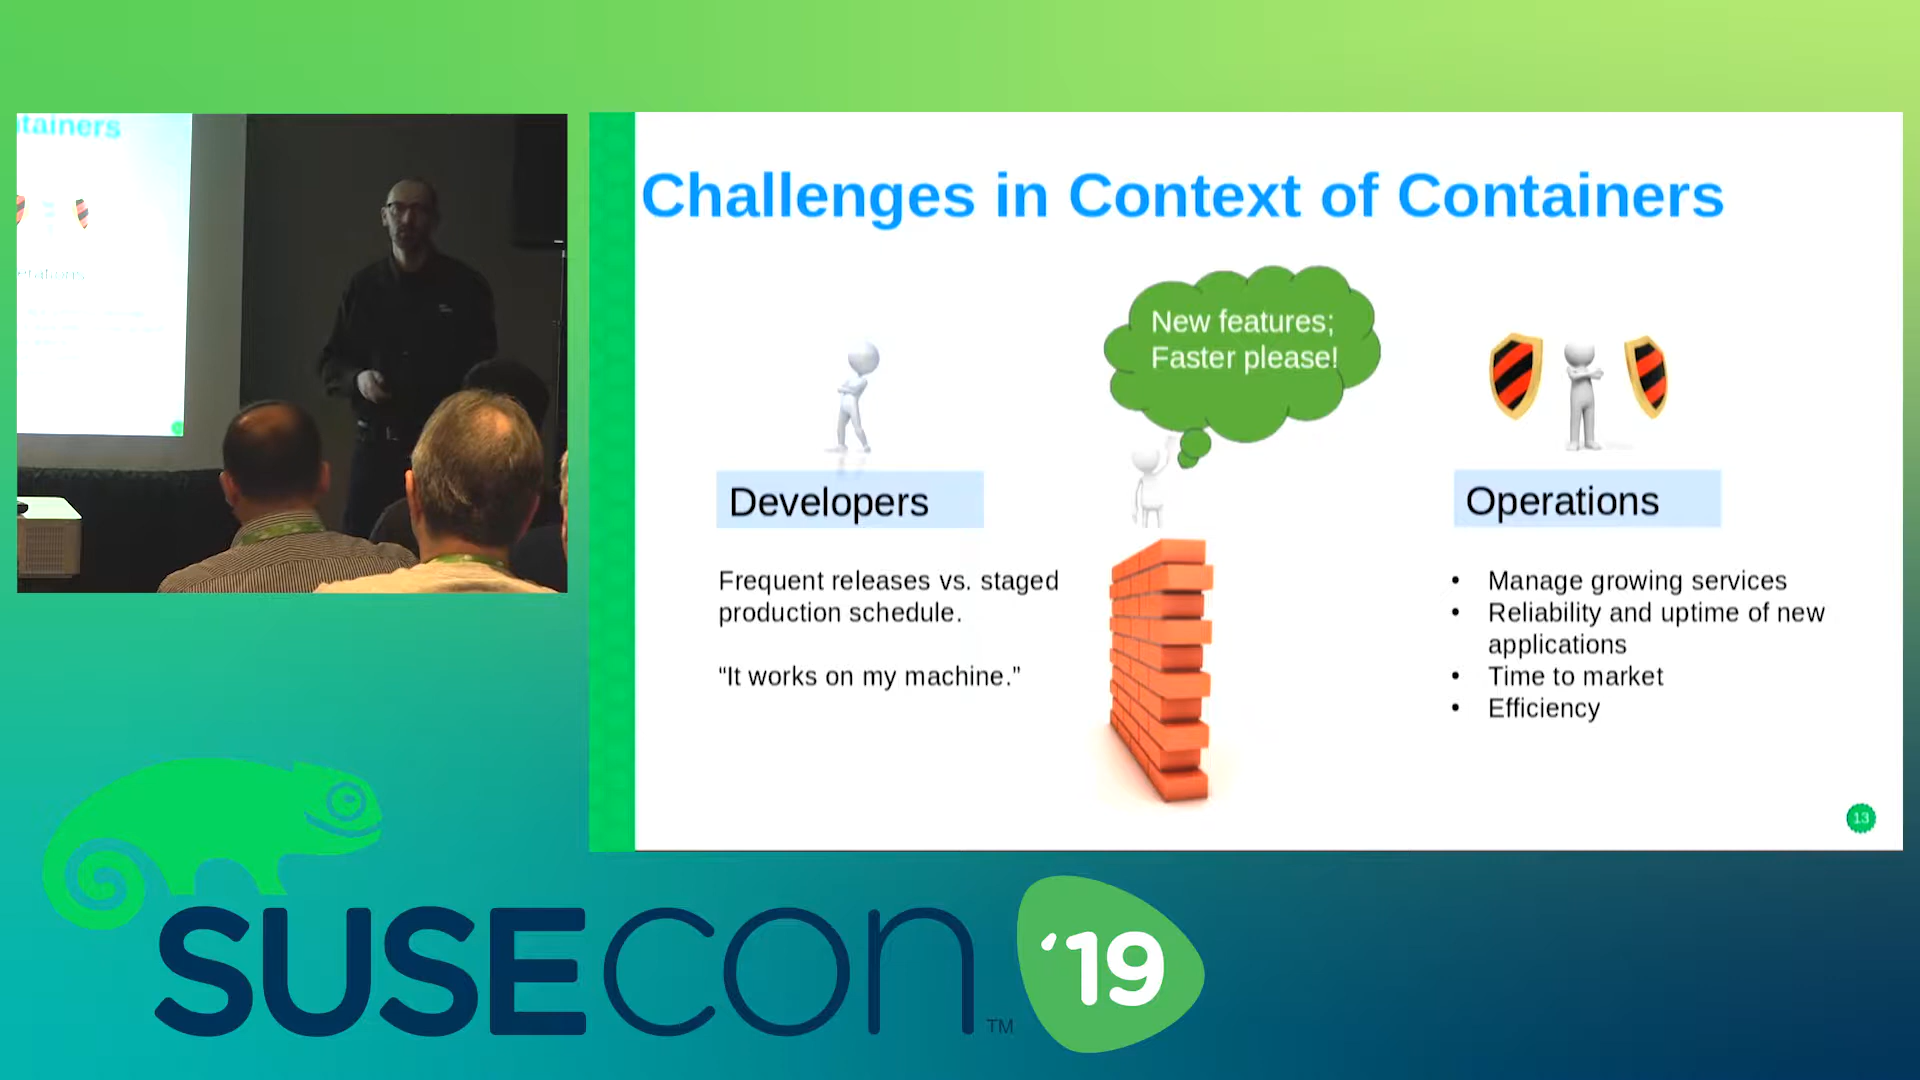 tainers
Challenges in Context of Containers
New features;
Faster please!
Developers
Operations
Frequent releases vs. staged
production schedule.
“It works on my machine.”
• Manage growing services
• Reliability and uptime of new
applications
• Time to market
• Efficiency
13
SUSECON TM ‘19